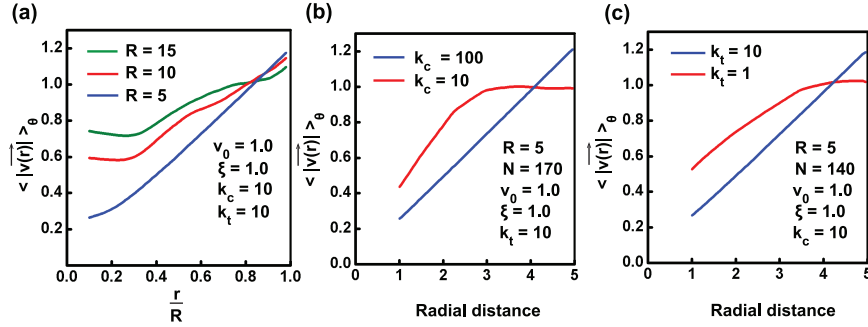 (a)
< |v(r)| >θ
1.2
1.0
0.8
0.6
0.4
0.2
0.0 0.2 0.4 0.6 0.8 1.0
r
R
R = 15
R = 10
R = 5
v0 = 1.0
ξ = 1.0
kc = 10
kt = 10
(b)
< |v(r)| >θ
1.2
1.0
0.8
0.6
0.4
0.2
0.0
0 1 2 3 4 5
Radial distance
kc = 100
kc = 10
R = 5
N = 170
v0 = 1.0
ξ = 1.0
kt = 10
(c)
< |v(r)| >θ
1.2
1.0
0.8
0.6
0.4
0.2
0.0
0 1 2 3 4 5
Radial distance
kt = 10
kt = 1
R = 5
N = 140
v0 = 1.0
ξ = 1.0
kc = 10